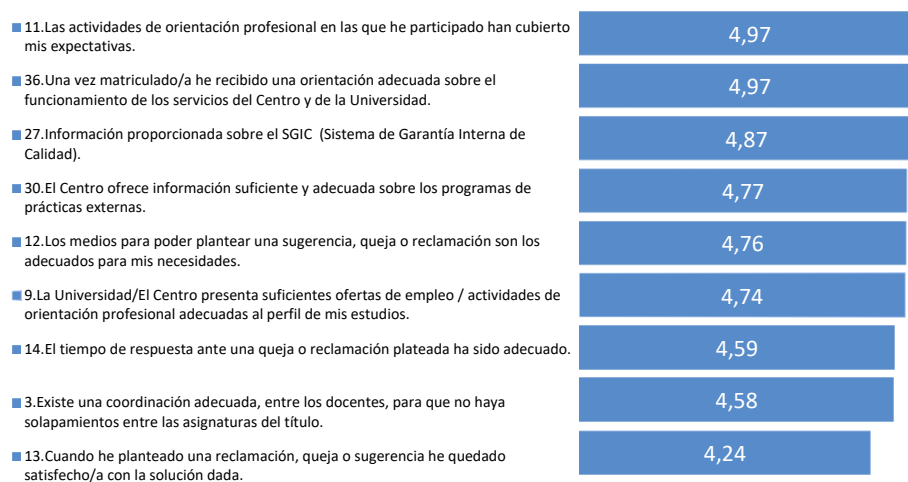 11.Las actividades de orientación profesional en las que he participado han cubierto
mis expectativas.
4,97
36.Una vez matriculado/a he recibido una orientación adecuada sobre el
funcionamiento de los servicios del Centro y de la Universidad.
4,97
27.Información proporcionada sobre el SGIC (Sistema de Garantía Interna de
Calidad).
4,87
30.El Centro ofrece información suficiente y adecuada sobre los programas de
prácticas externas.
4,77
12.Los medios para poder plantear una sugerencia, queja o reclamación son los
adecuados para mis necesidades.
4,76
9.La Universidad/El Centro presenta suficientes ofertas de empleo / actividades de
orientación profesional adecuadas al perfil de mis estudios.
4,74
14.El tiempo de respuesta ante una queja o reclamación plateada ha sido adecuado.
4,59
3.Existe una coordinación adecuada, entre los docentes, para que no haya
solapamientos entre las asignaturas del título.
4,58
13.Cuando he planteado una reclamación, queja o sugerencia he quedado
satisfecho/a con la solución dada.
4,24